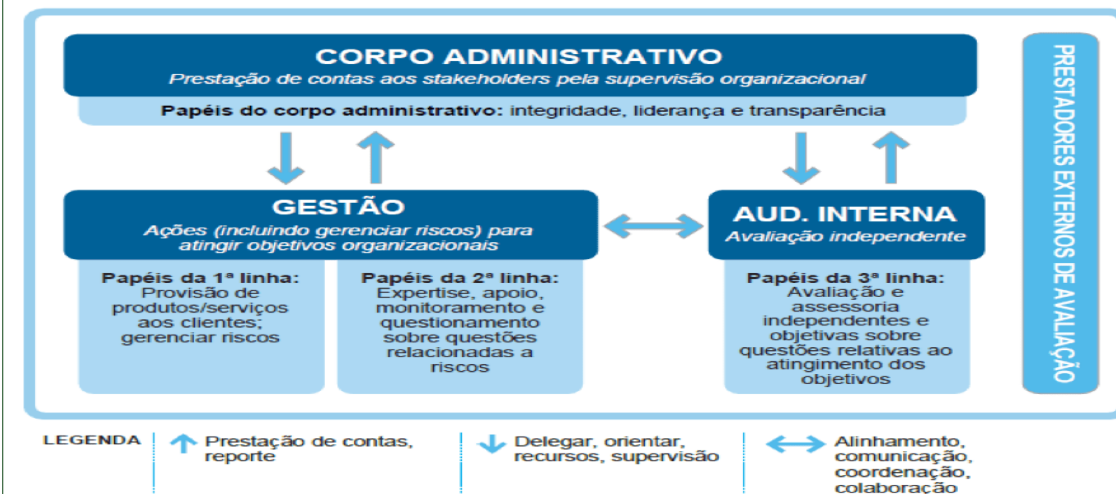 CORPO ADMINISTRATIVO
Prestação de contas aos stakeholders pela supervisão organizacional
Papéis do corpo administrativo: integridade, liderança e transparência
GESTÃO
Ações (incluindo gerenciar riscos) para
atingir objetivos organizacionais
Papéis da 1ª linha:
Provisão de
produtos/serviços
aos clientes;
gerenciar riscos
Papéis da 2ª linha:
Expertise, apoio,
monitoramento e
questionamento
sobre questões
relacionadas a
riscos
AUD. INTERNA
Avaliação independente
Papéis da 3ª linha:
Avaliação e
assessoria
independentes e
objetivas sobre
questões relativas ao
atingimento dos
objetivos
PRESTADORES EXTERNOS DE AVALIAÇÃO
LEGENDA
Prestação de contas,
reporte
Delegar, orientar,
recursos, supervisão
Alinhamento,
comunicação,
coordenação,
colaboração